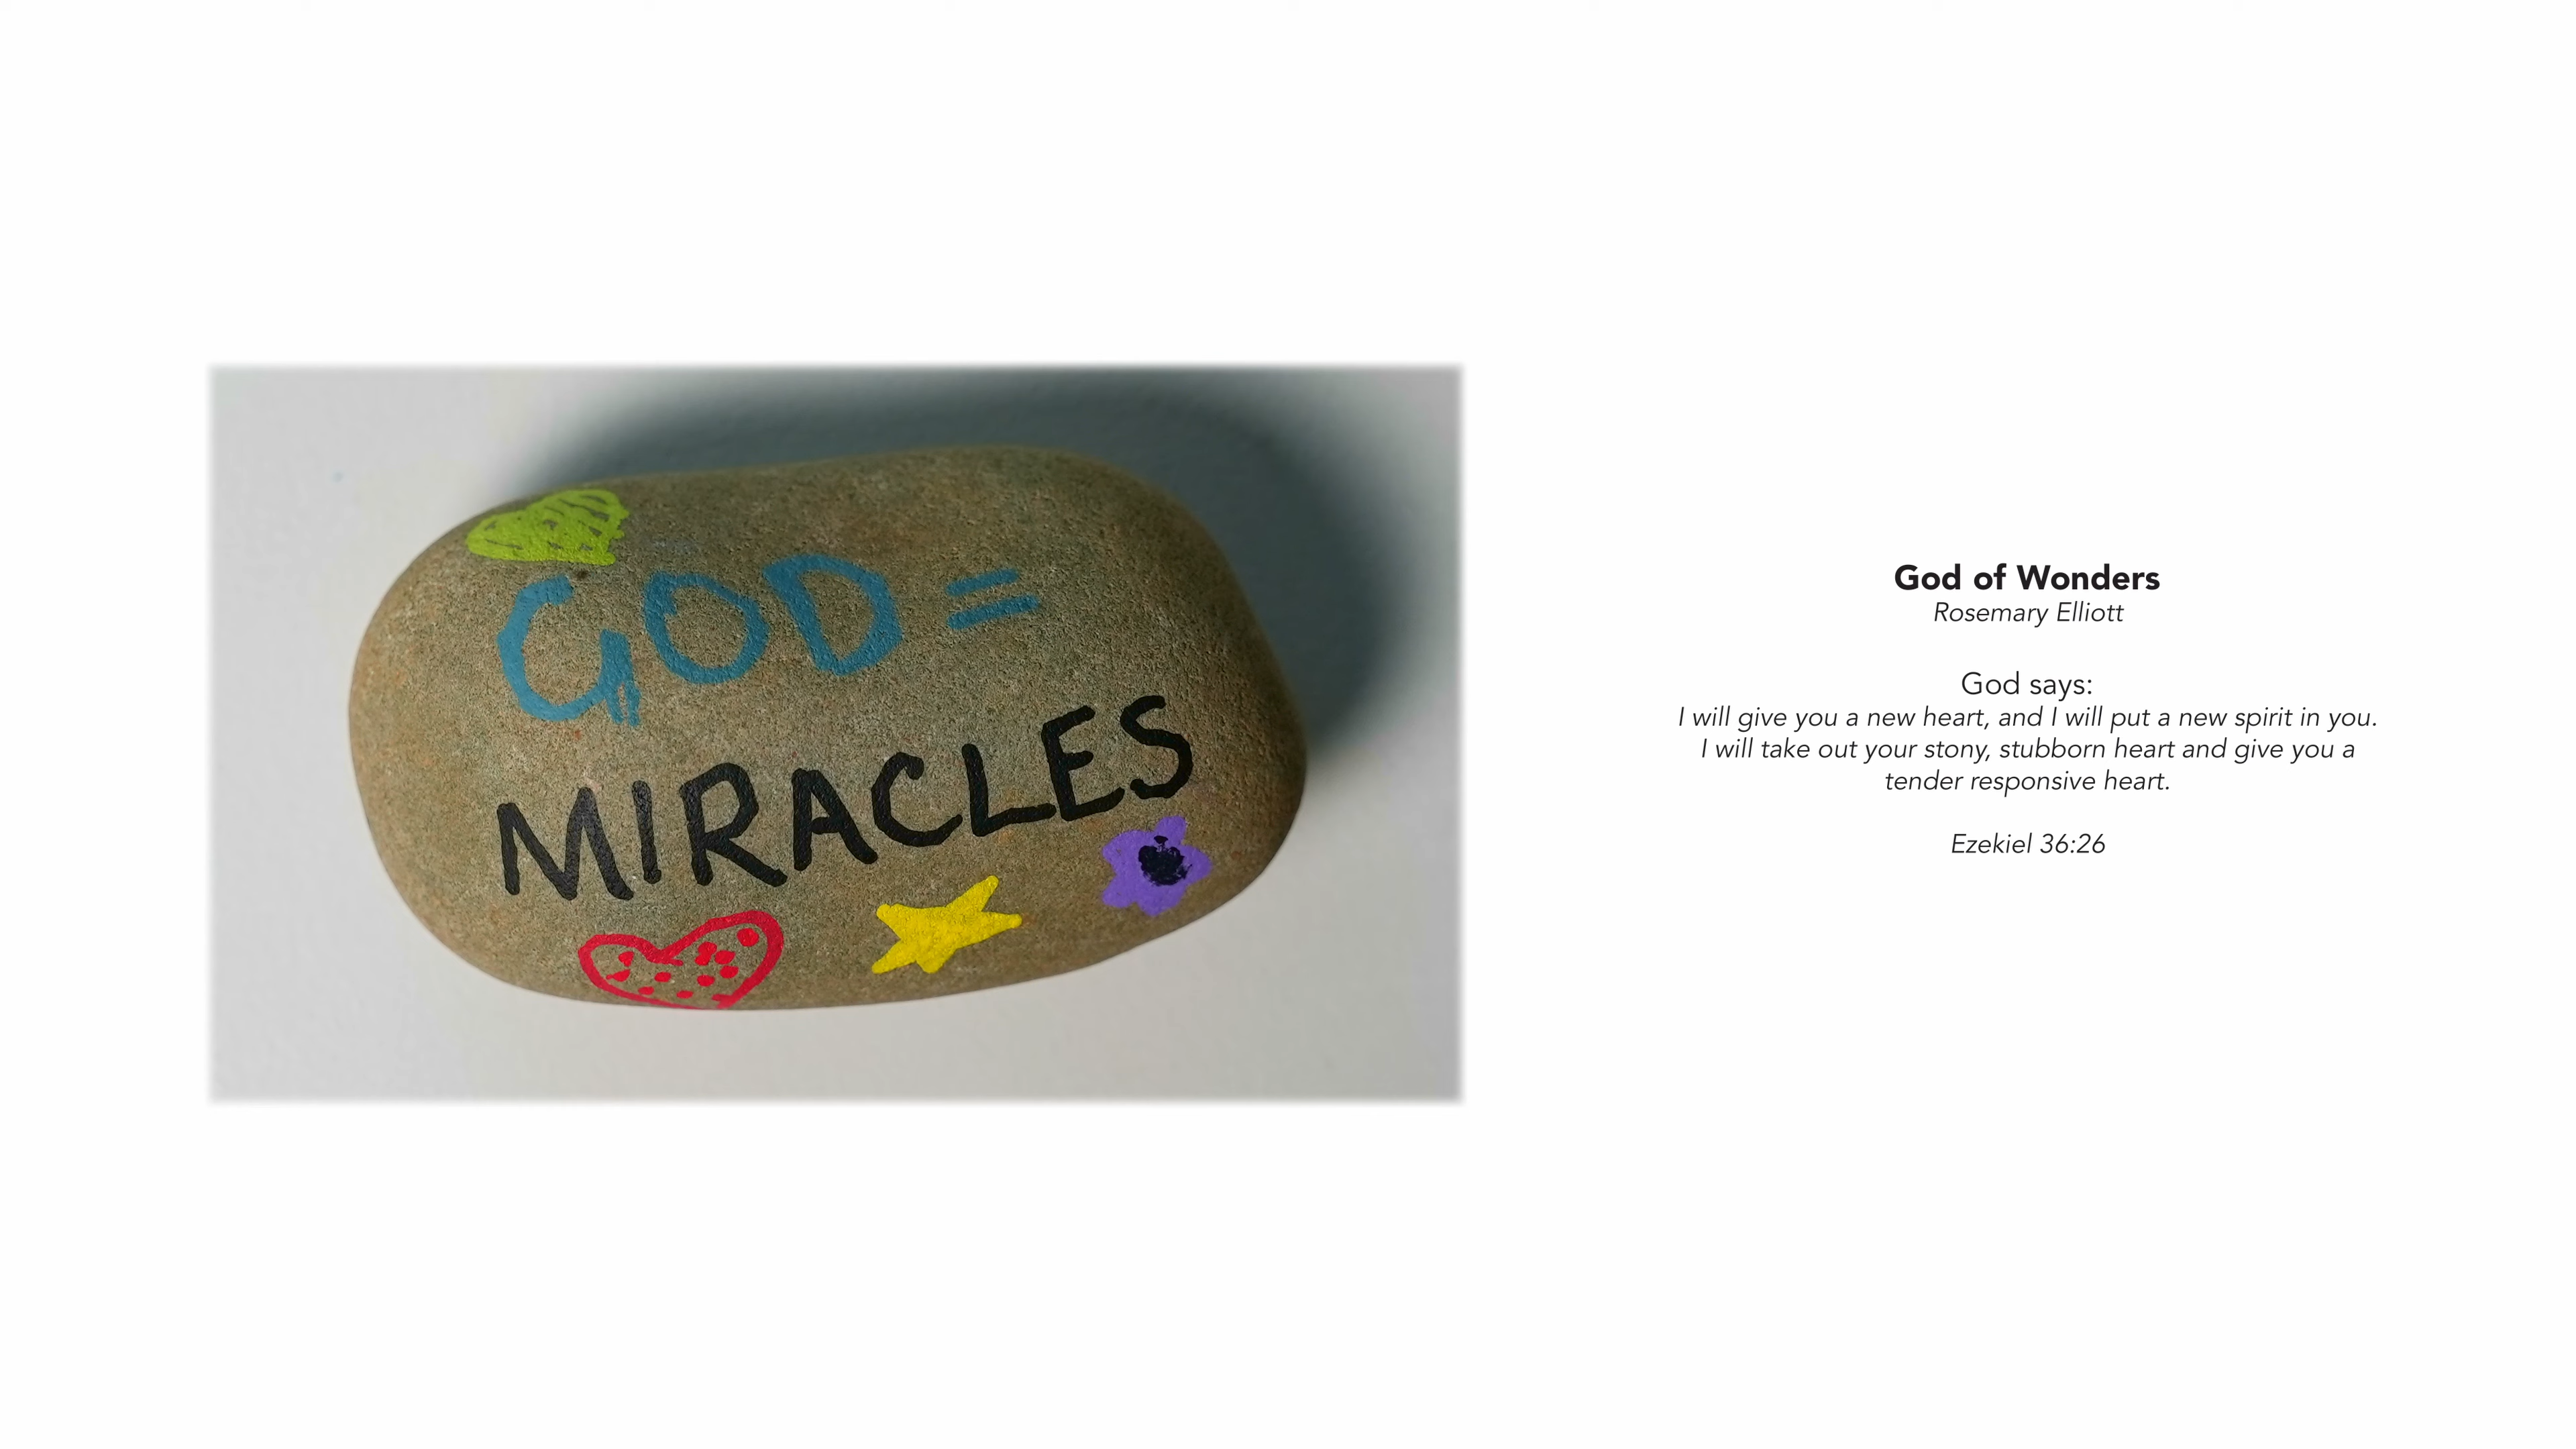 GOD =
MIRACLES
God of Wonders
Rosemary Elliott
God says:
I will give you a new heart, and I will put a new spirit in you.
I will take out your stony, stubborn heart and give you a
tender responsive heart.
Ezekiel 36:26